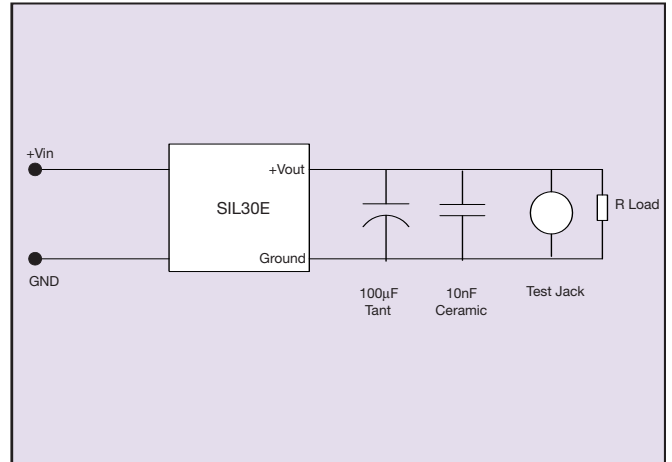 +Vin
+Vout
SIL30E
R Load
Ground
GND
100µF
Tant
10nF
Ceramic
Test Jack